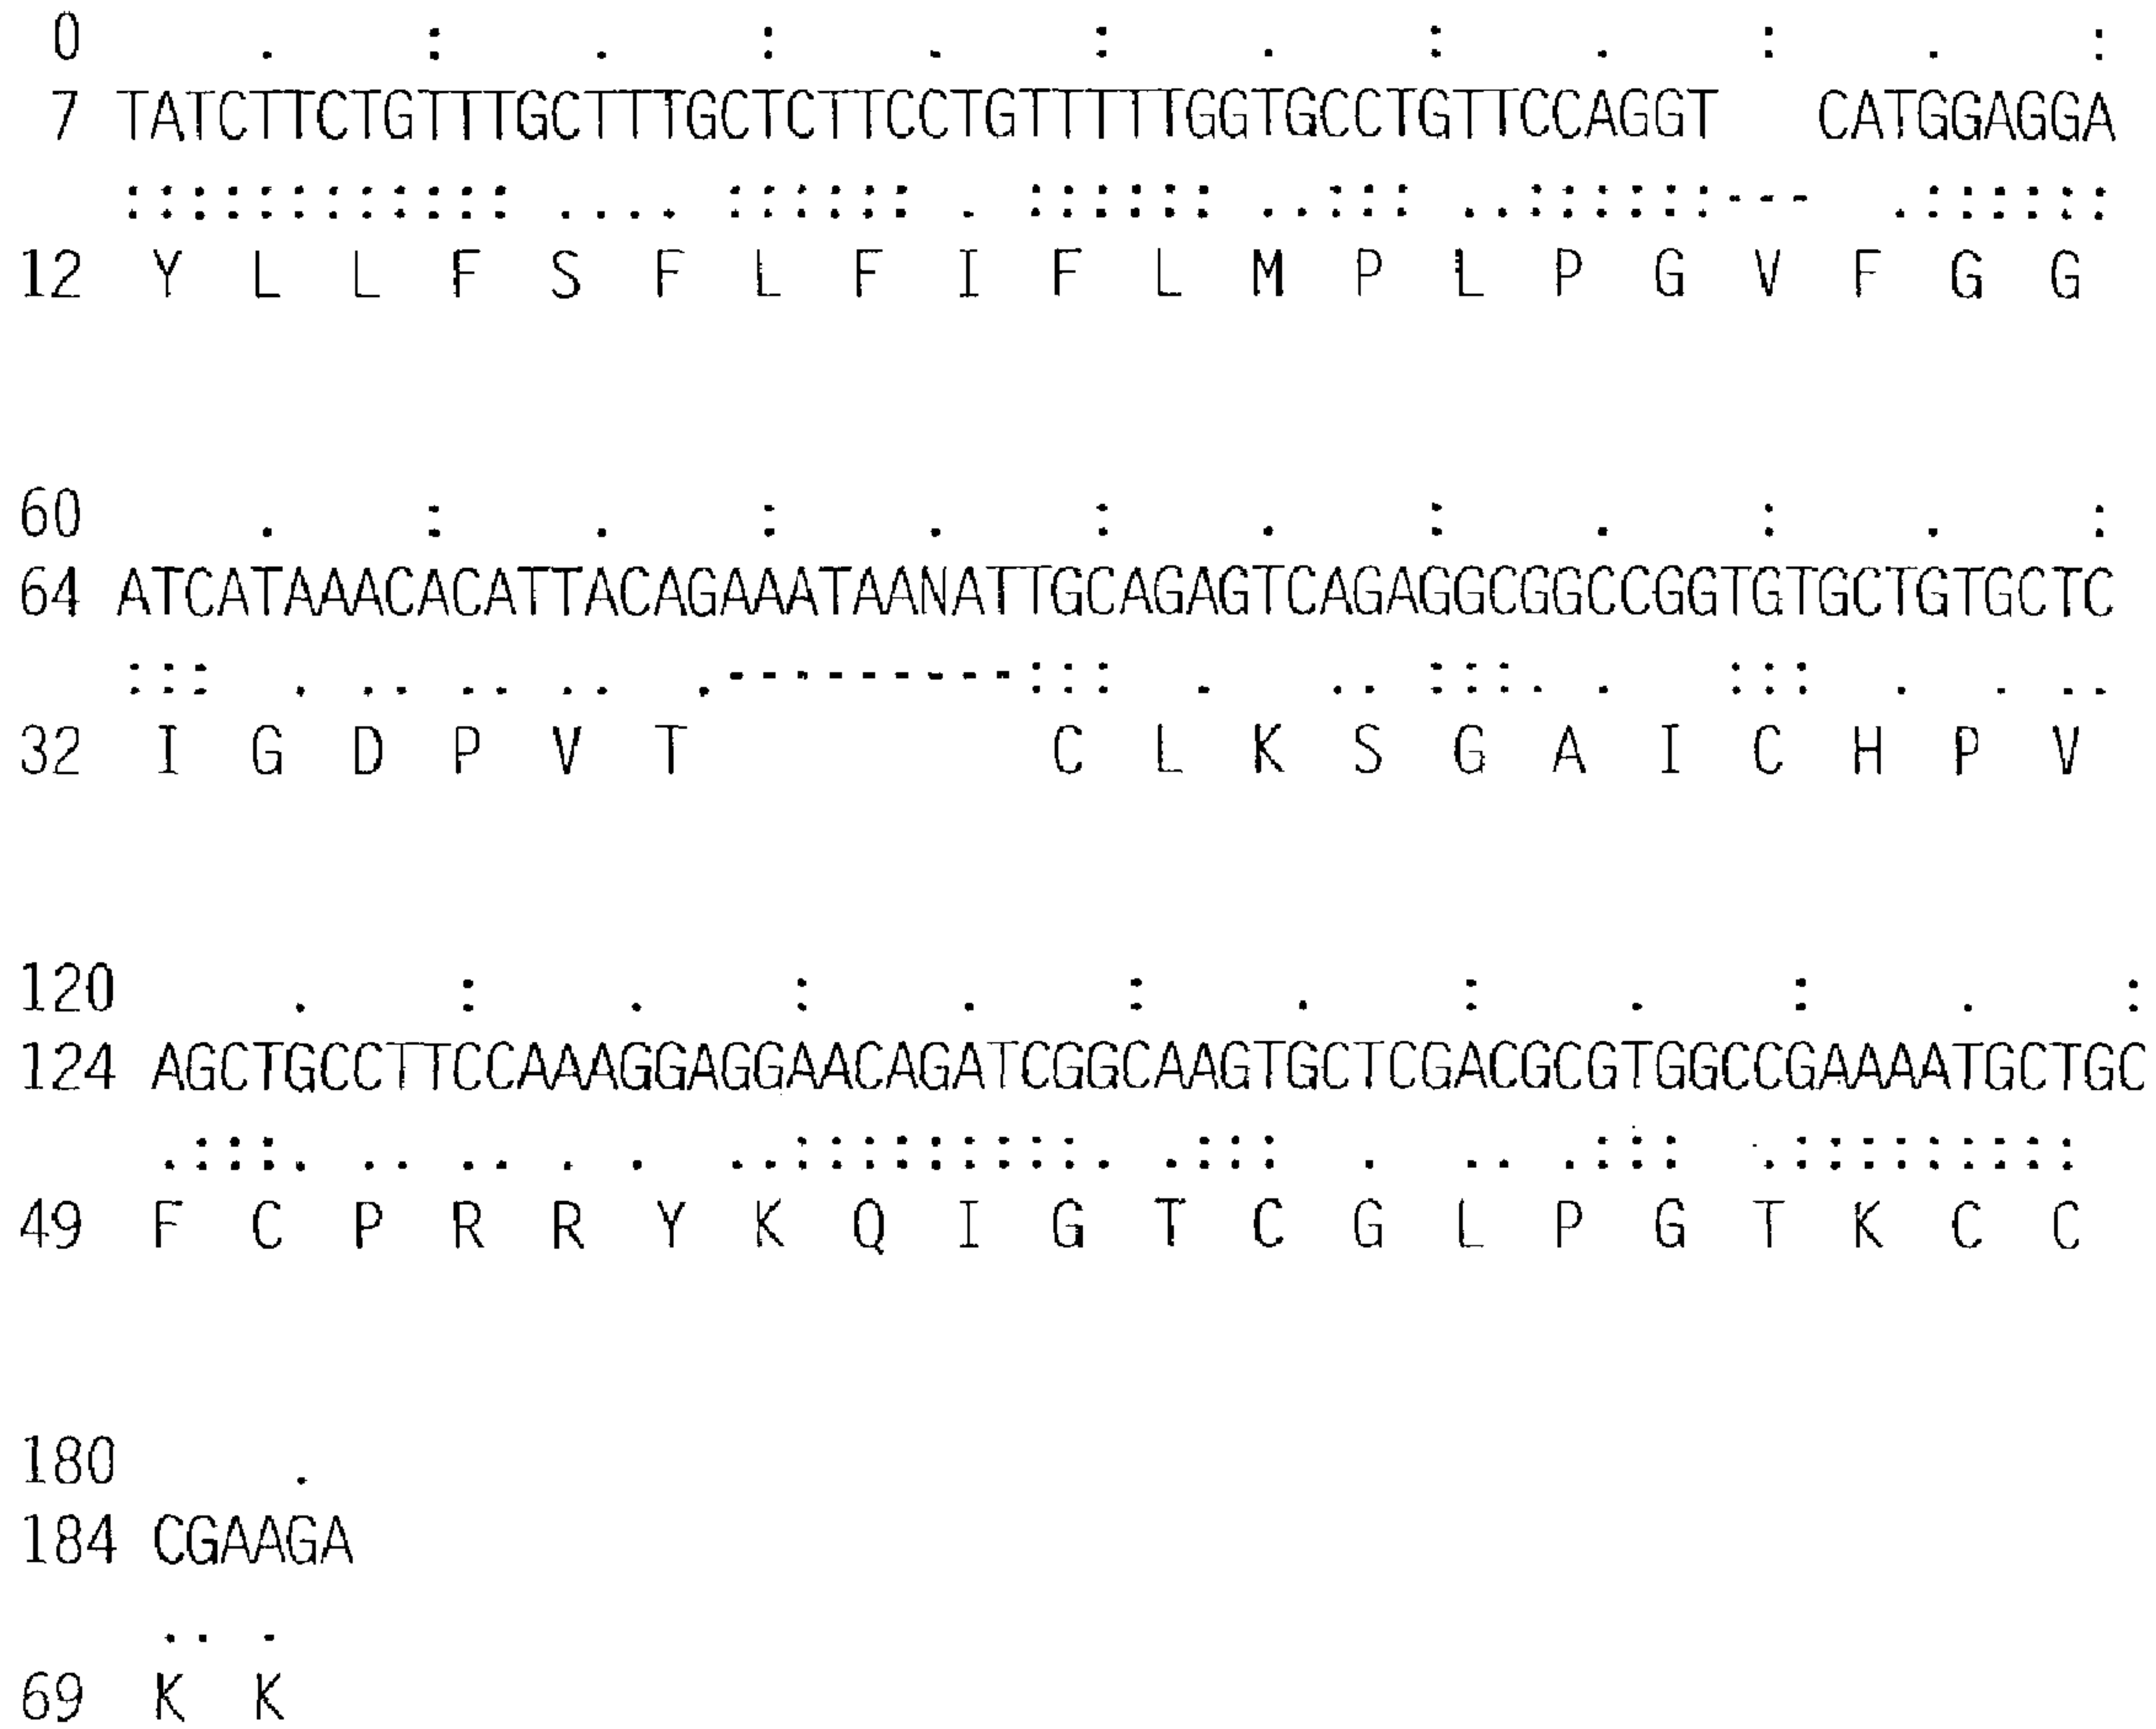 0 . : . : . : . : . : . :
7 TATCTTCTGTTTGCTTTGCTCTTCCTGTTTTTGGTGCCTGTTCCAGGT   CATGGAGGA
:::::::::::: .... :::::: . :::::: ..::: ..::::::--- .::::::
12 Y L L F S F L F I F L M P L P G V F G G
60 . : . : . : . : . : . :
64 ATCATAAACACATTACAGAAATAANATTGCAGAGTCAGAGGCGGCCGGTGTGCTGTGCTC
::: . .. .. .. .---------::: . .. :::. . ::: . . ..
32 I G D P V T C L K S G A I C H P V
120 . : . : . : . : . : . :
124 AGCTGCCTTCCAAAGGAGGAACAGATCGGCAAGTGCTCGACGCGTGGCCGAAAATGCTGC
.:::. .. .. . . ..:::::::::. .::: . .. .::: .:::::::::
49 F C P R R Y K Q I G T C G L P G T K C C
180 .
184 CGAAGA
.. .
69 K K